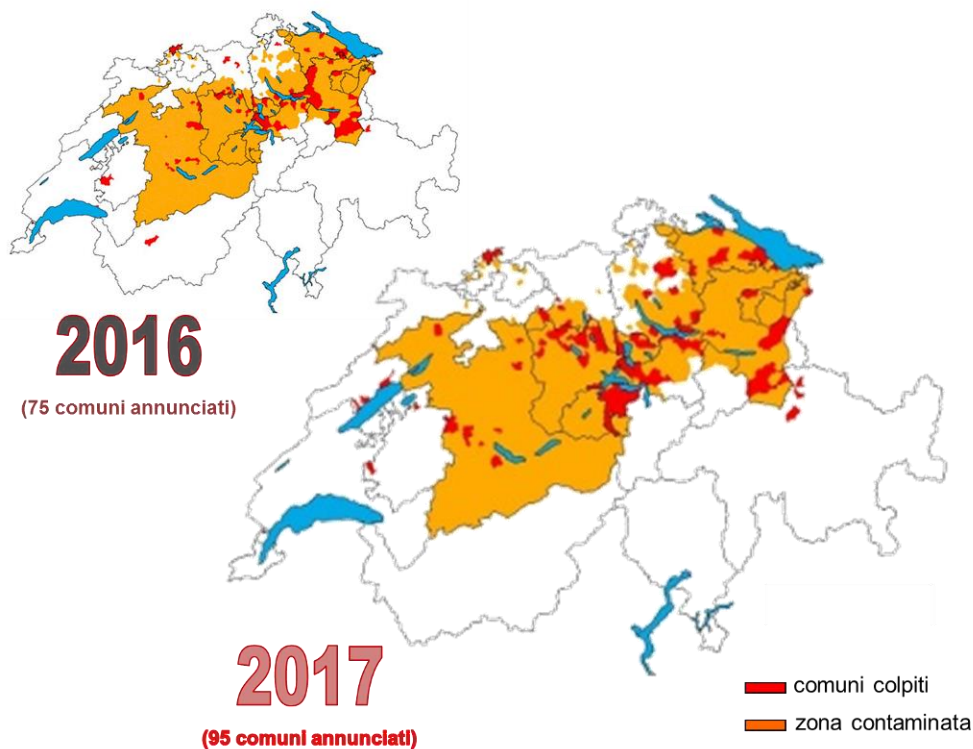 2016
(75 comuni annunciati)
2017
(95 comuni annunciati)
comuni colpiti
zona contaminata